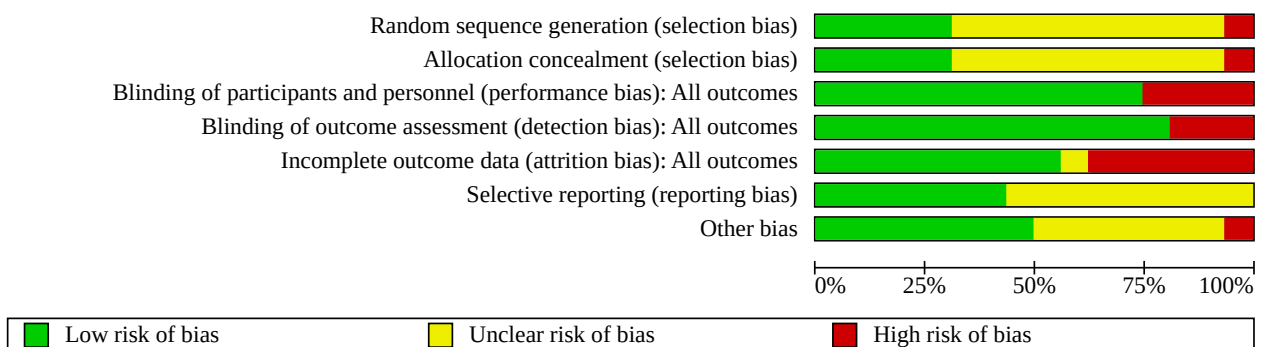 Random sequence generation (selection bias)
Allocation concealment (selection bias)
Blinding of participants and personnel (performance bias): All outcomes
Blinding of outcome assessment (detection bias): All outcomes
Incomplete outcome data (attrition bias): All outcomes
Selective reporting (reporting bias)
Other bias
0% 25% 50% 75% 100%
Low risk of bias Unclear risk of bias High risk of bias